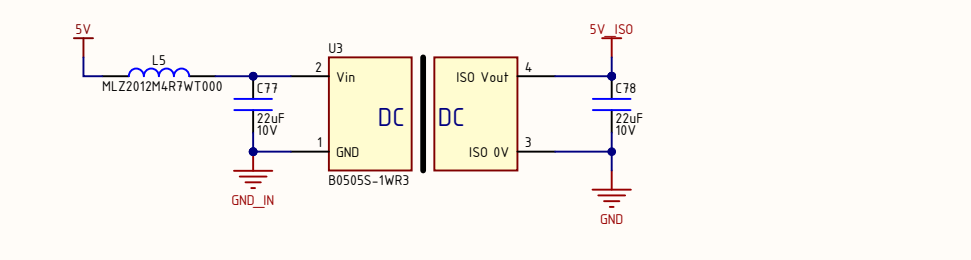 5V
5V_ISO
L5
MLZ2012M4R7WT000
U3
2
Vin
ISO Vout
4
C77
22uF
10V
DC
DC
C78
22uF
10V
1
GND
ISO 0V
3
B0505S-1WR3
GND_IN
GND